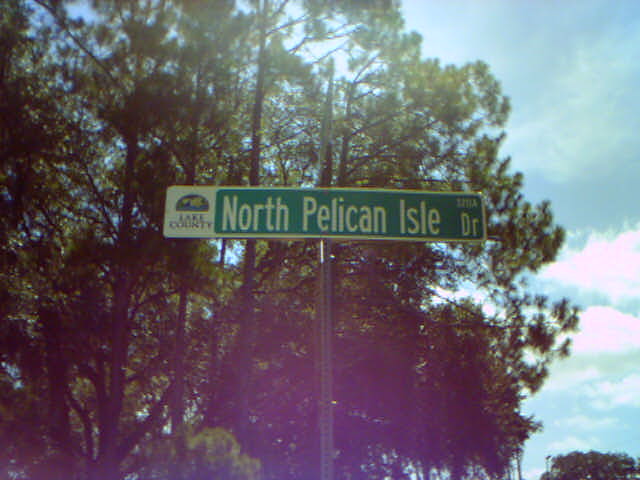 LAKE
COUNTY
North Pelican Isle Dr